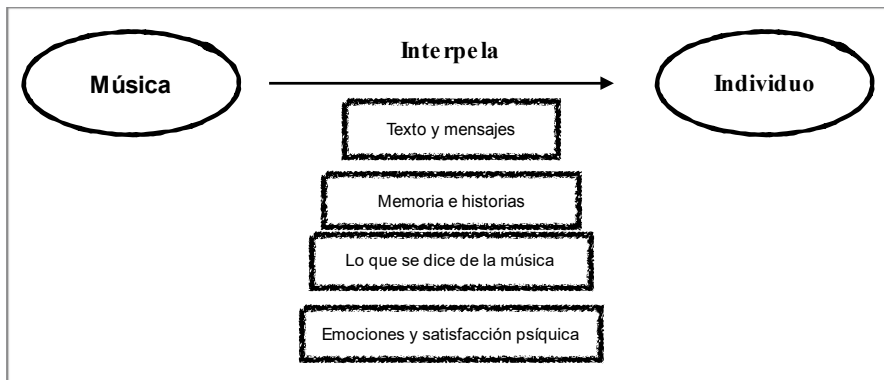 Interpela
Música
Individuo
Texto y mensajes
Memoria e historias
Lo que se dice de la música
Emociones y satisfacción psíquica